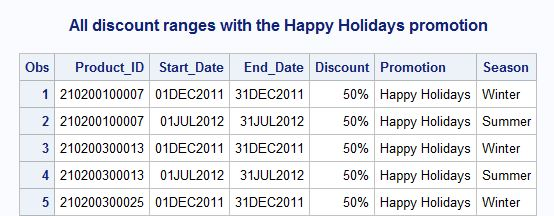 All discount ranges with the Happy Holidays promotion
Obs Product_ID Start_Date End_Date Discount Promotion Season
1 210200100007 01DEC2011 31DEC2011 50% Happy Holidays Winter
2 210200100007 01JUL2012 31JUL2012 50% Happy Holidays Summer
3 210200300013 01DEC2011 31DEC2011 50% Happy Holidays Winter
4 210200300013 01JUL2012 31JUL2012 50% Happy Holidays Summer
5 210200300025 01DEC2011 31DEC2011 50% Happy Holidays Winter